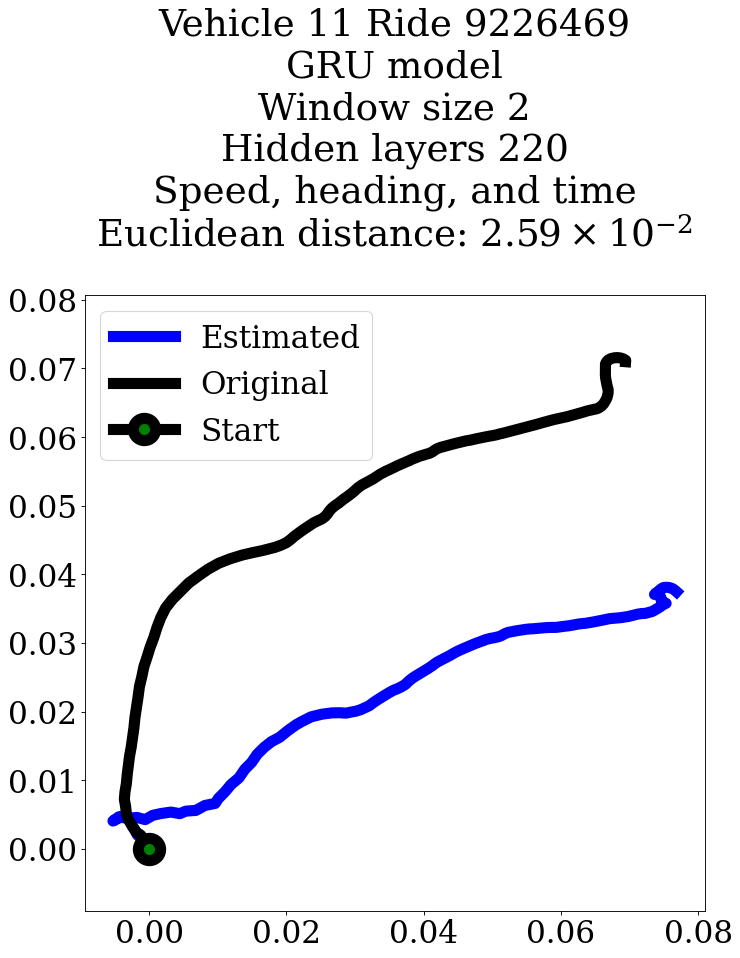 Vehicle 11 Ride 9226469
GRU model
Window size 2
Hidden layers 220
Speed, heading, and time
Euclidean distance: 2.59 × 10⁻²
Estimated
Original
Start
0.08
0.07
0.06
0.05
0.04
0.03
0.02
0.01
0.00
0.00 0.02 0.04 0.06 0.08